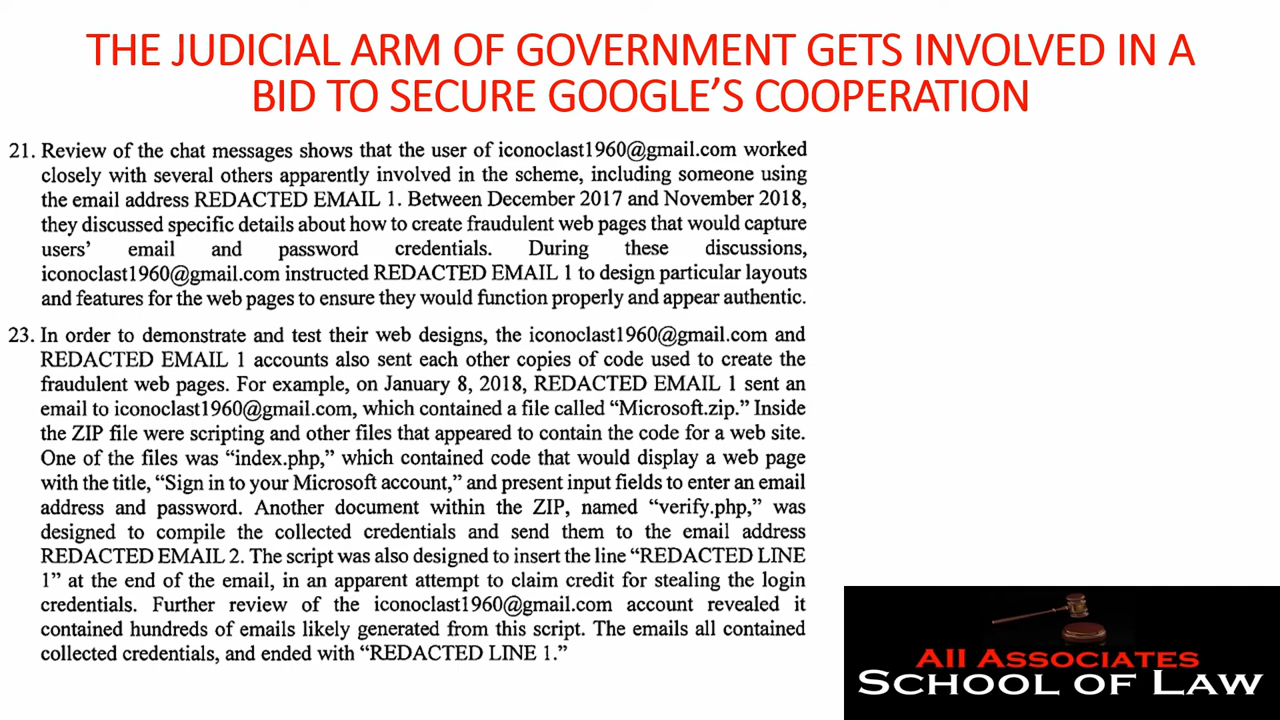 THE JUDICIAL ARM OF GOVERNMENT GETS INVOLVED IN A
BID TO SECURE GOOGLE'S COOPERATION
21. Review of the chat messages shows that the user of iconoclast1960@gmail.com worked
closely with several others apparently involved in the scheme, including someone using
the email address REDACTED EMAIL 1. Between December 2017 and November 2018,
they discussed specific details about how to create fraudulent web pages that would capture
users' email and password credentials. During these discussions,
iconoclast1960@gmail.com instructed REDACTED EMAIL 1 to design particular layouts
and features for the web pages to ensure they would function properly and appear authentic.
23. In order to demonstrate and test their web designs, the iconoclast1960@gmail.com and
REDACTED EMAIL 1 accounts also sent each other copies of code used to create the
fraudulent web pages. For example, on January 8, 2018, REDACTED EMAIL 1 sent an
email to iconoclast1960@gmail.com, which contained a file called “Microsoft.zip.” Inside
the ZIP file were scripting and other files that appeared to contain the code for a web site.
One of the files was “index.php,” which contained code that would display a web page
with the title, “Sign in to your Microsoft account,” and present input fields to enter an email
address and password. Another document within the ZIP, named “verify.php,” was
designed to compile the collected credentials and send them to the email address
REDACTED EMAIL 2. The script was also designed to insert the line “REDACTED LINE
1” at the end of the email, in an apparent attempt to claim credit for stealing the login
credentials. Further review of the iconoclast1960@gmail.com account revealed it
contained hundreds of emails likely generated from this script. The emails all contained
collected credentials, and ended with “REDACTED LINE 1.”
All Associates
School of Law